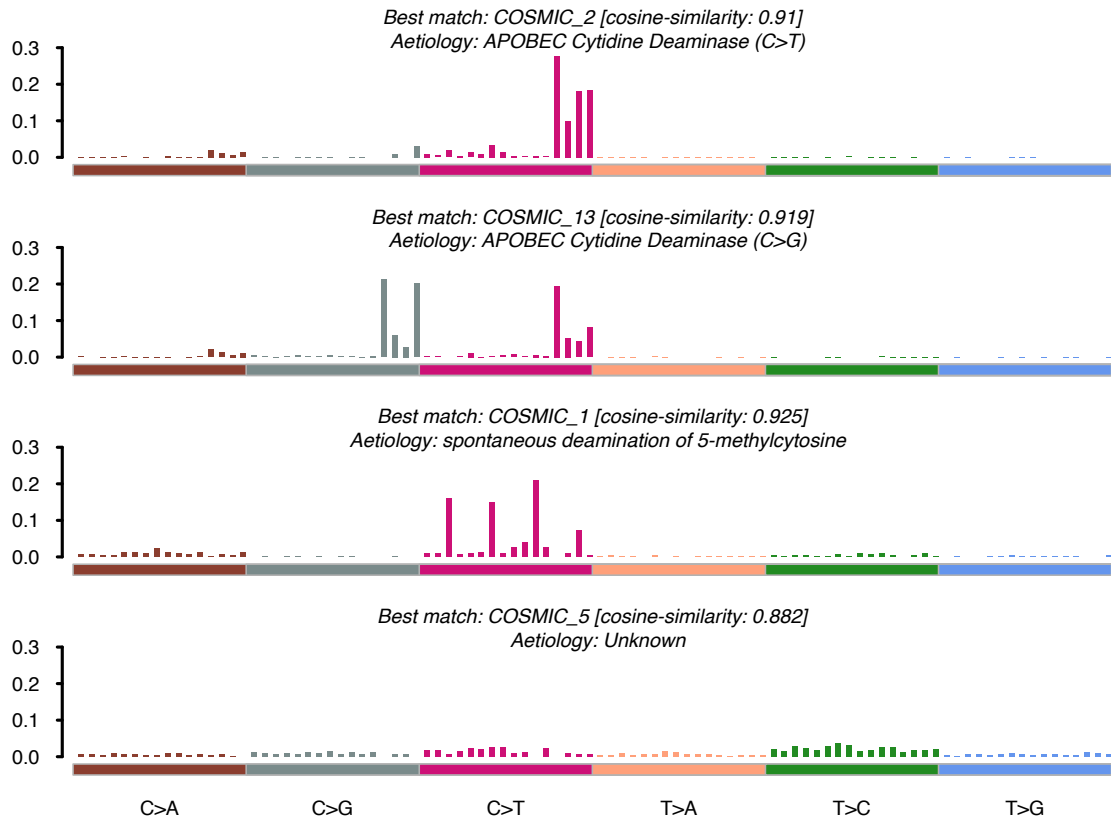 Best match: COSMIC_2 [cosine-similarity: 0.91]
Aetiology: APOBEC Cytidine Deaminase (C>T)
0.3
0.2
0.1
0.0
Best match: COSMIC_13 [cosine-similarity: 0.919]
Aetiology: APOBEC Cytidine Deaminase (C>G)
0.3
0.2
0.1
0.0
Best match: COSMIC_1 [cosine-similarity: 0.925]
Aetiology: spontaneous deamination of 5-methylcytosine
0.3
0.2
0.1
0.0
Best match: COSMIC_5 [cosine-similarity: 0.882]
Aetiology: Unknown
0.3
0.2
0.1
0.0
C>A C>G C>T T>A T>C T>G